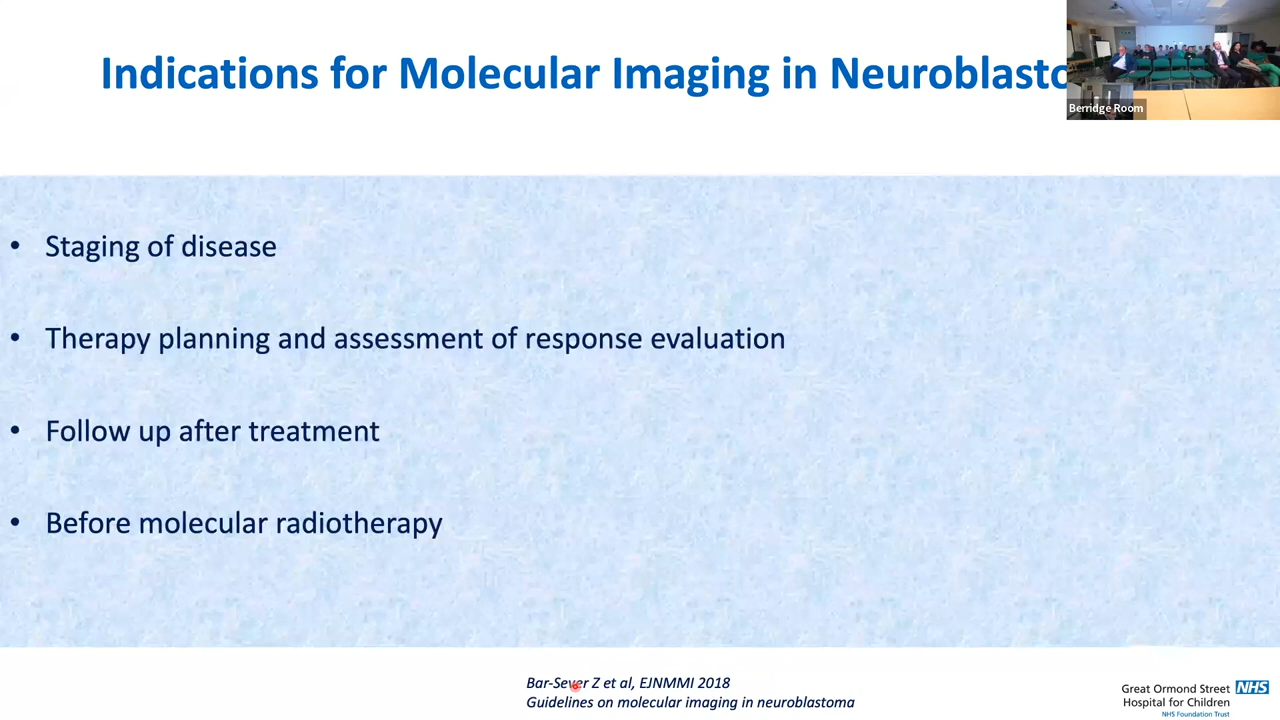 Indications for Molecular Imaging in Neuroblasto
Berridge Room
• Staging of disease
• Therapy planning and assessment of response evaluation
• Follow up after treatment
• Before molecular radiotherapy
Bar-Sever Z et al, EJNMMI 2018
Guidelines on molecular imaging in neuroblastoma
Great Ormond Street NHS
Hospital for Children
NHS Foundation Trust